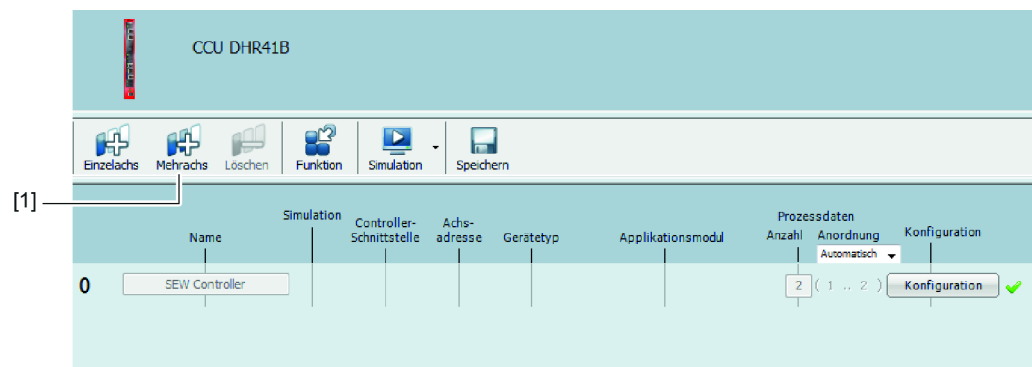 CCU DHR41B
Einzelachs Mehrachs Löschen Funktion Simulation Speichern
[1]
Name Simulation Controller-Schnittstelle Achs-adresse Gerätetyp Applikationsmodul Prozessdaten Anzahl Anordnung Konfiguration
Automatisch
0 SEW Controller 2 ( 1 .. 2 ) Konfiguration